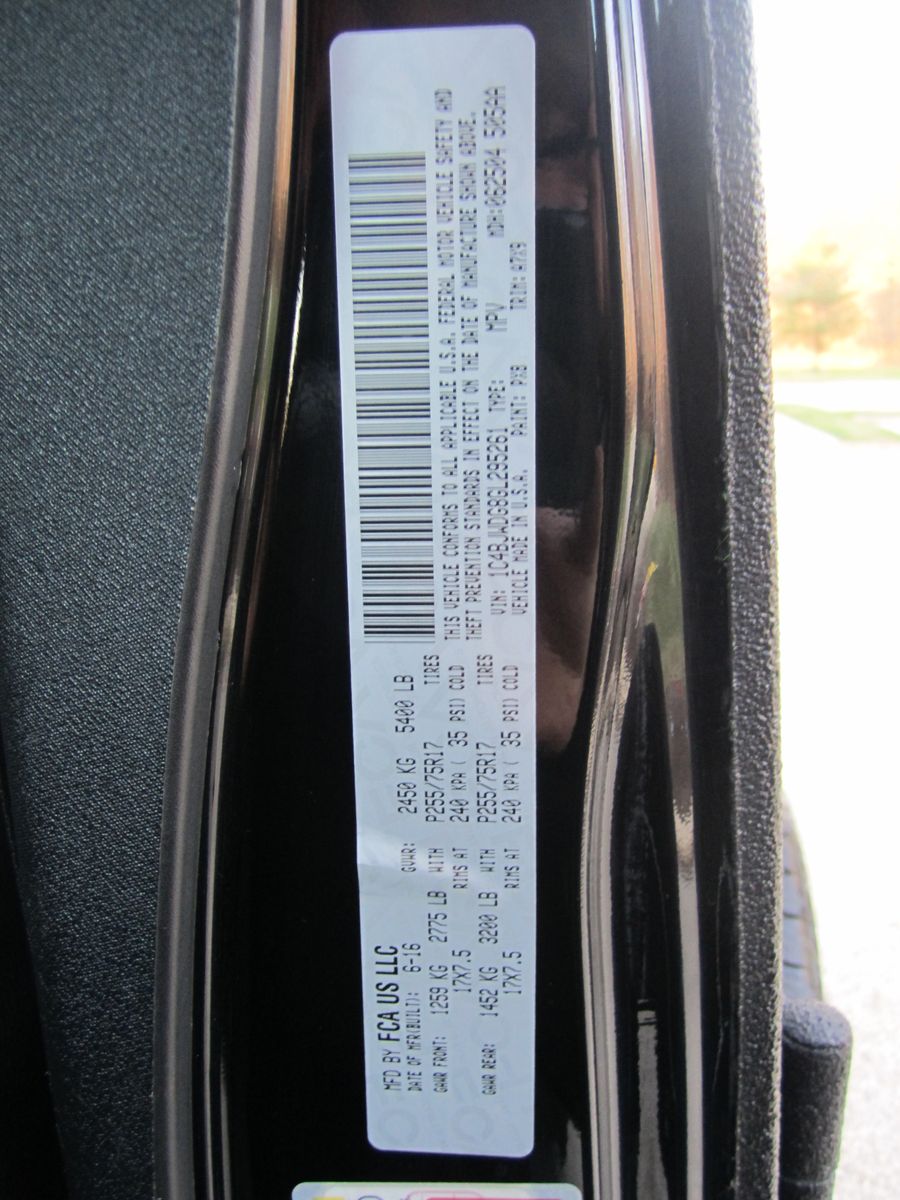 MFD BY FCA US LLC
DATE OF MFR(BUILT): 6-16 GVWR: 2450 KG 5400 LB
GAWR FRONT: 1259 KG 2775 LB WITH P255/75R17 TIRES
17X7.5 RIMS AT 240 KPA ( 35 PSI) COLD
GAWR REAR: 1452 KG 3200 LB WITH P255/75R17 TIRES
17X7.5 RIMS AT 240 KPA ( 35 PSI) COLD
THIS VEHICLE CONFORMS TO ALL APPLICABLE U.S.A. FEDERAL MOTOR VEHICLE SAFETY AND
THEFT PREVENTION STANDARDS IN EFFECT ON THE DATE OF MANUFACTURE SHOWN ABOVE.
VIN: 1C4BJWDG8GL295261 TYPE: MPV MDH: 062504 505AA
VEHICLE MADE IN U.S.A. PAINT: PX8 TRIM: A7X9